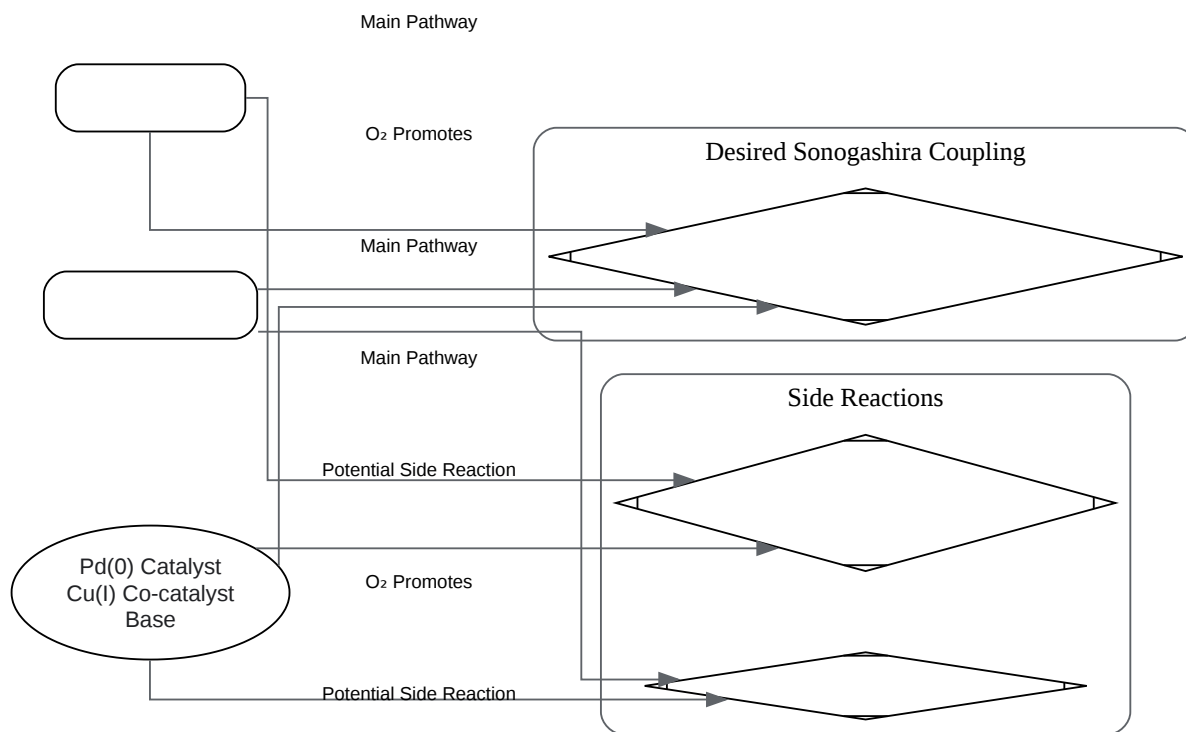 Main Pathway
O₂ Promotes
Desired Sonogashira Coupling
Main Pathway
Main Pathway
Side Reactions
Potential Side Reaction
Pd(0) Catalyst
Cu(I) Co-catalyst
Base
O₂ Promotes
Potential Side Reaction